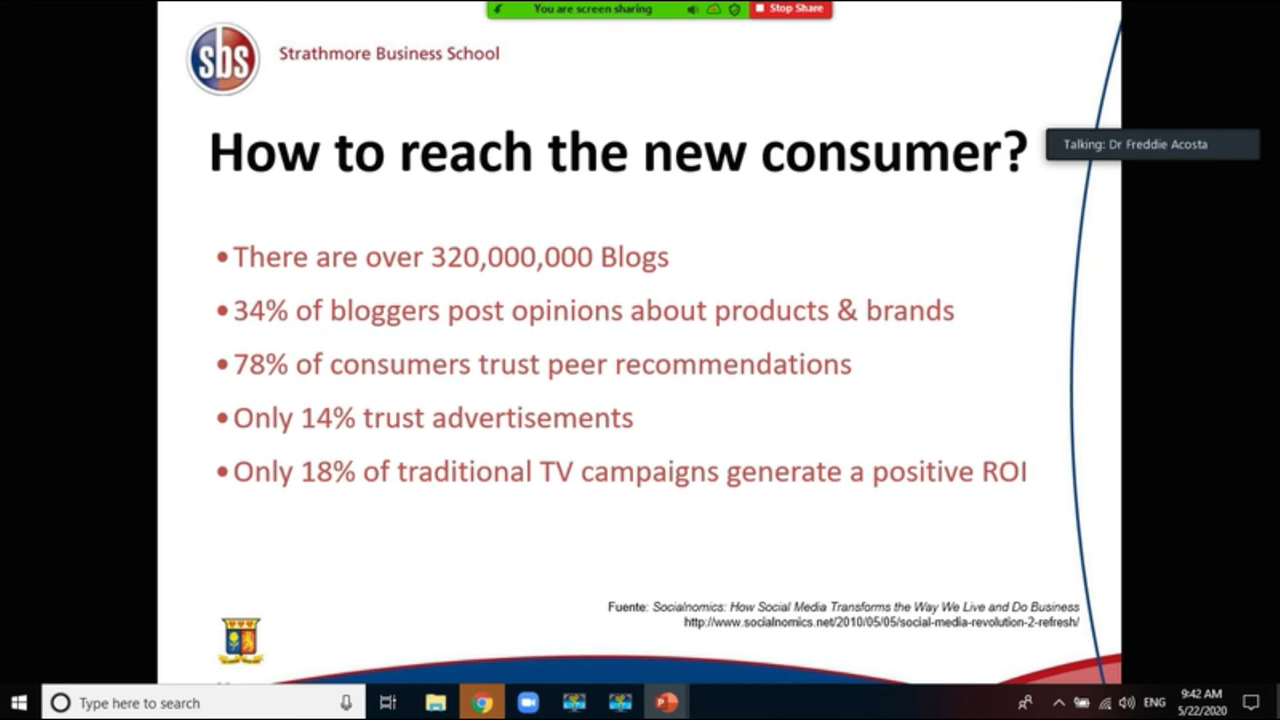 You are screen sharing
Stop Share
sbs
Strathmore Business School
How to reach the new consumer?
Talking: Dr Freddie Acosta
•There are over 320,000,000 Blogs
•34% of bloggers post opinions about products & brands
•78% of consumers trust peer recommendations
•Only 14% trust advertisements
•Only 18% of traditional TV campaigns generate a positive ROI
Fuente: Socialnomics: How Social Media Transforms the Way We Live and Do Business
http://www.socialnomics.net/2010/05/05/social-media-revolution-2-refresh/
Type here to search
ENG
9:42 AM
5/22/2020